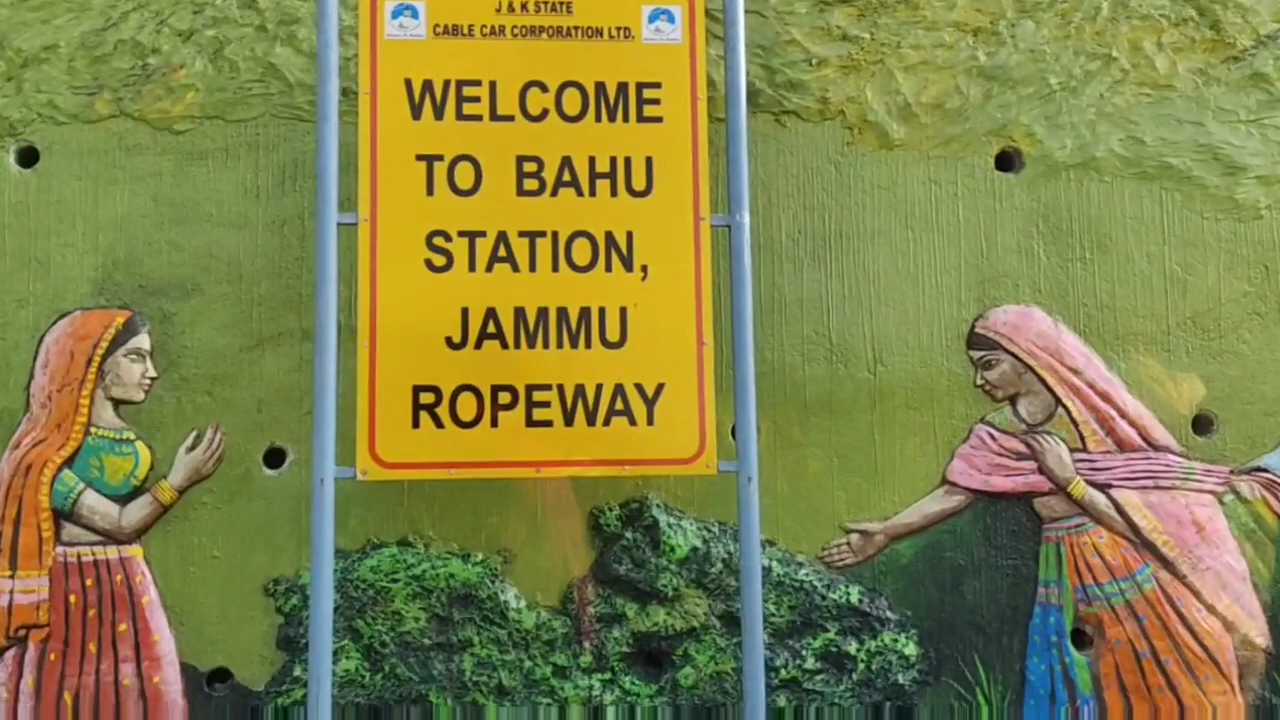 J & K STATE
CABLE CAR CORPORATION LTD.
WELCOME
TO BAHU
STATION,
JAMMU
ROPEWAY